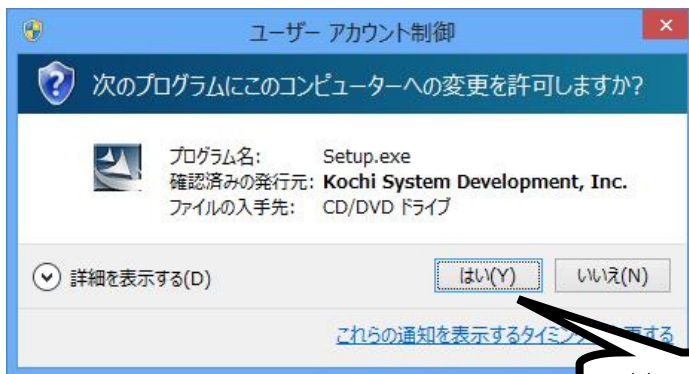 ユーザー アカウント制御
次のプログラムにこのコンピューターへの変更を許可しますか?
プログラム名: Setup.exe
確認済みの発行元: Kochi System Development, Inc.
ファイルの入手先: CD/DVD ドライブ
詳細を表示する(D) はい(Y) いいえ(N)
これらの通知を表示するタイミング 更する